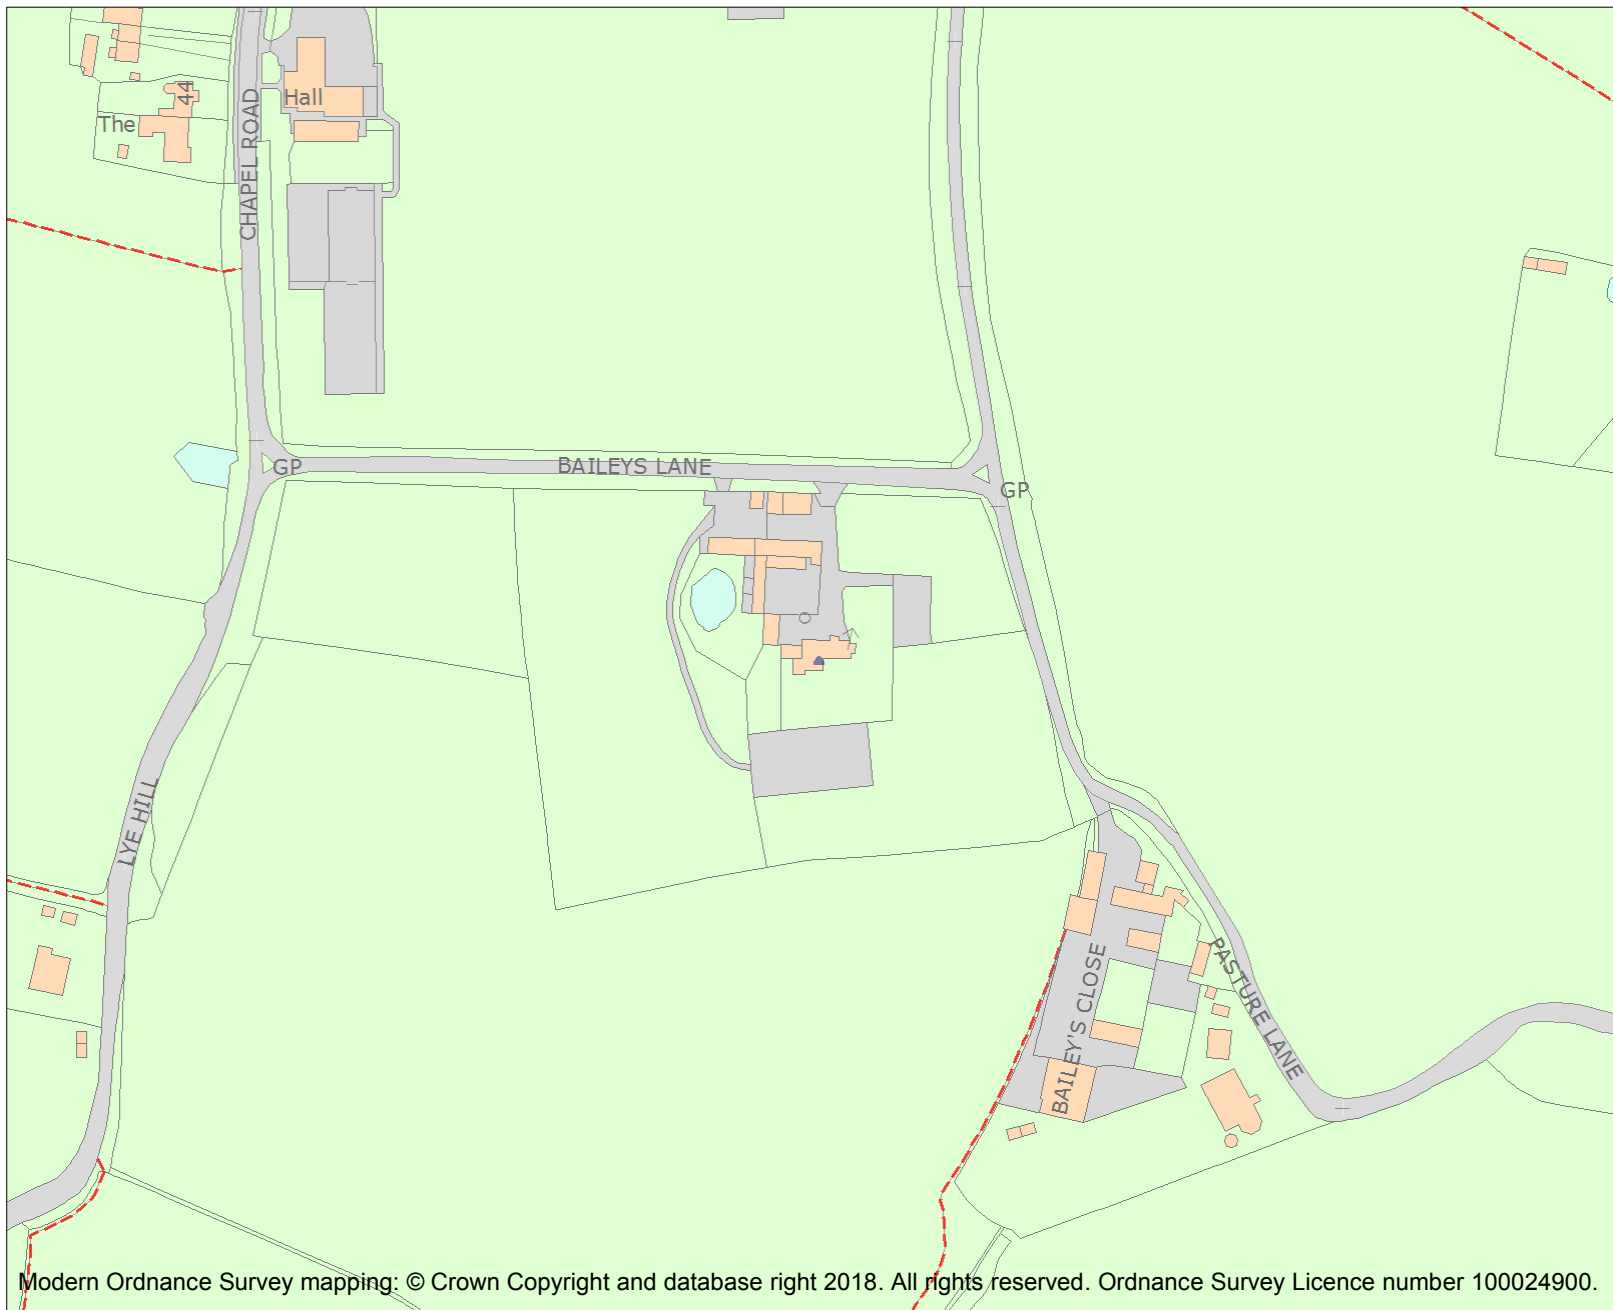 44
Hall
The
CHAPEL ROAD
GP
BAILEYS LANE
GP
LYE HILL
BAILEY'S CLOSE
PASTURE LANE
Modern Ordnance Survey mapping: © Crown Copyright and database right 2018. All rights reserved. Ordnance Survey Licence number 100024900.